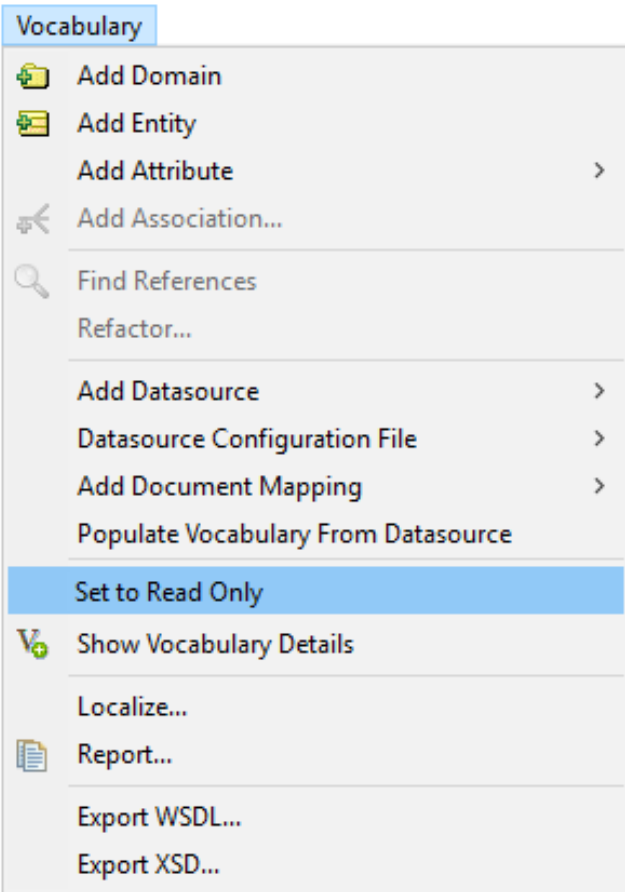 Vocabulary
Add Domain
Add Entity
Add Attribute
Add Association...
Find References
Refactor...
Add Datasource
Datasource Configuration File
Add Document Mapping
Populate Vocabulary From Datasource
Set to Read Only
Show Vocabulary Details
Localize...
Report...
Export WSDL...
Export XSD...